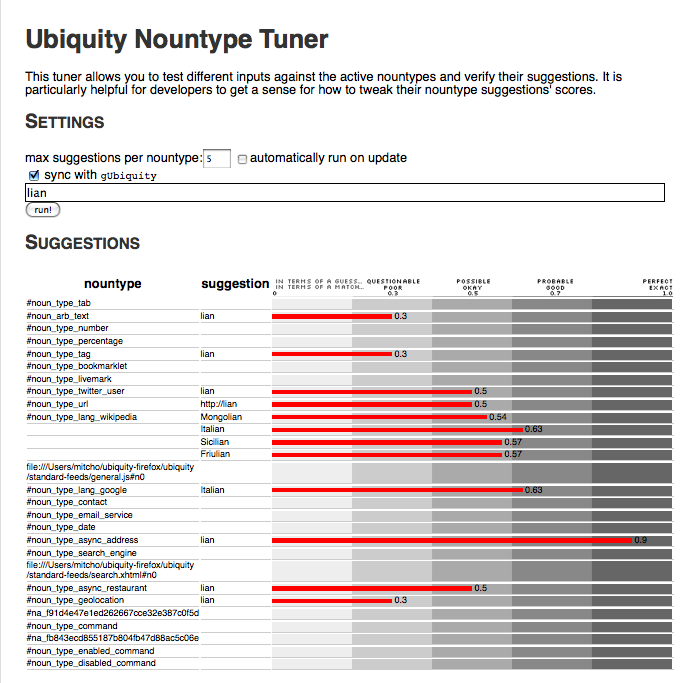 Ubiquity Nountype Tuner
This tuner allows you to test different inputs against the active nountypes and verify their suggestions. It is
particularly helpful for developers to get a sense for how to tweak their nountype suggestions' scores.
SETTINGS
max suggestions per nountype: 5 automatically run on update
sync with gUbiquity
lian
run!
SUGGESTIONS
nountype suggestion IN TERMS OF A GUESS... QUESTIONABLE POSSIBLE PROBABLE PERFECT
IN TERMS OF A MATCH... POOR OKAY GOOD EXACT
0 0.3 0.5 0.7 1.0
#noun_type_tab
#noun_arb_text lian 0.3
#noun_type_number
#noun_type_percentage
#noun_type_tag lian 0.3
#noun_type_bookmarklet
#noun_type_livemark
#noun_type_twitter_user lian 0.5
#noun_type_url http://lian 0.5
#noun_type_lang_wikipedia Mongolian 0.54
Italian 0.63
Sicilian 0.57
Friulian 0.57
file:///Users/mitcho/ubiquity-firefox/ubiquity
/standard-feeds/general.js#n0
#noun_type_lang_google Italian 0.63
#noun_type_contact
#noun_type_email_service
#noun_type_date
#noun_type_async_address lian 0.9
#noun_type_search_engine
file:///Users/mitcho/ubiquity-firefox/ubiquity
/standard-feeds/search.xhtml#n0
#noun_type_async_restaurant lian 0.5
#noun_type_geolocation lian 0.3
#na_f91d4e47e1ed262667cce32e387c0f5d
#noun_type_command
#na_fb843ecd855187b804fb47d88ac5c06e
#noun_type_enabled_command
#noun_type_disabled_command